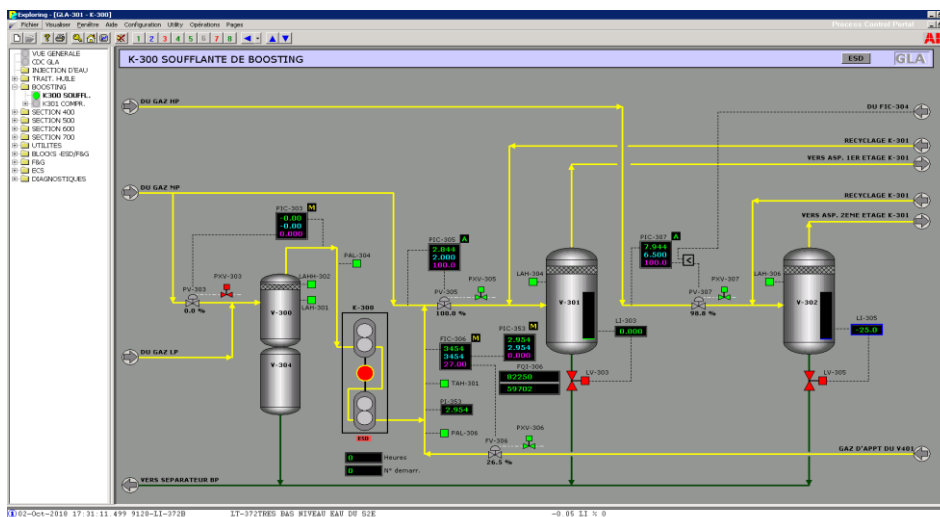 Exploring - [GLA-301 - K-300]
Fichier Visualiser Fenêtre Aide Configuration Utility Opérations Pages
Process Control Portal
1 2 3 4 5 6 7 8
ABB
VUE GENERALE
CDC GLA
INJECTION D'EAU
TRAIT. HUILE
BOOSTING
K300 SOUFFL.
K301 COMPR.
SECTION 400
SECTION 500
SECTION 600
SECTION 700
UTILITES
BLOCKS -ESD/F&G
F&G
ECS
DIAGNOSTIQUES
K-300 SOUFFLANTE DE BOOSTING
ESD
GLA
DU GAZ HP
DU FIC-304
RECYCLAGE K-301
VERS ASP. 1ER ETAGE K-301
DU GAZ MP
RECYCLAGE K-301
VERS ASP. 2EME ETAGE K-301
PIC-303 M
-0.00
-0.00
0.000
PAL-304
PIC-305 A
2.044
2.000
100.0
PIC-307 A
7.944
6.500
100.0
<
PXV-303
PV-303
0.0 %
LAHH-302
LAH-301
V-300
V-304
K-300
ESD
PXV-305
PV-305
100.0 %
LAH-304
V-301
PXV-307
PV-307
98.8 %
LAH-306
V-302
LI-303
0.000
LI-305
-25.0
DU GAZ LP
FIC-306 M
3454
3454
27.00
PIC-353 M
2.954
2.954
0.000
FQI-306
82250
59702
LV-303
LV-305
TAH-301
PI-353
2.954
PAL-306
PXV-306
FV-306
26.5 %
0 Heures
0 N° demarr.
GAZ D'APPT DU V401
VERS SEPARATEUR BP
02-Oct-2018 17:31:11.499 9128-LI-372B LT-372TRES BAS NIVEAU EAU DU S2E -0.05 LI % 0